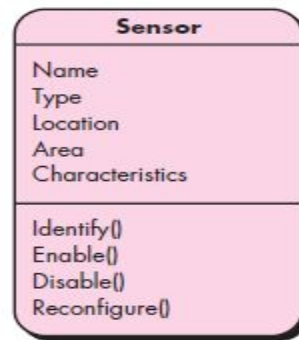 Sensor
Name
Type
Location
Area
Characteristics
Identify()
Enable()
Disable()
Reconfigure()